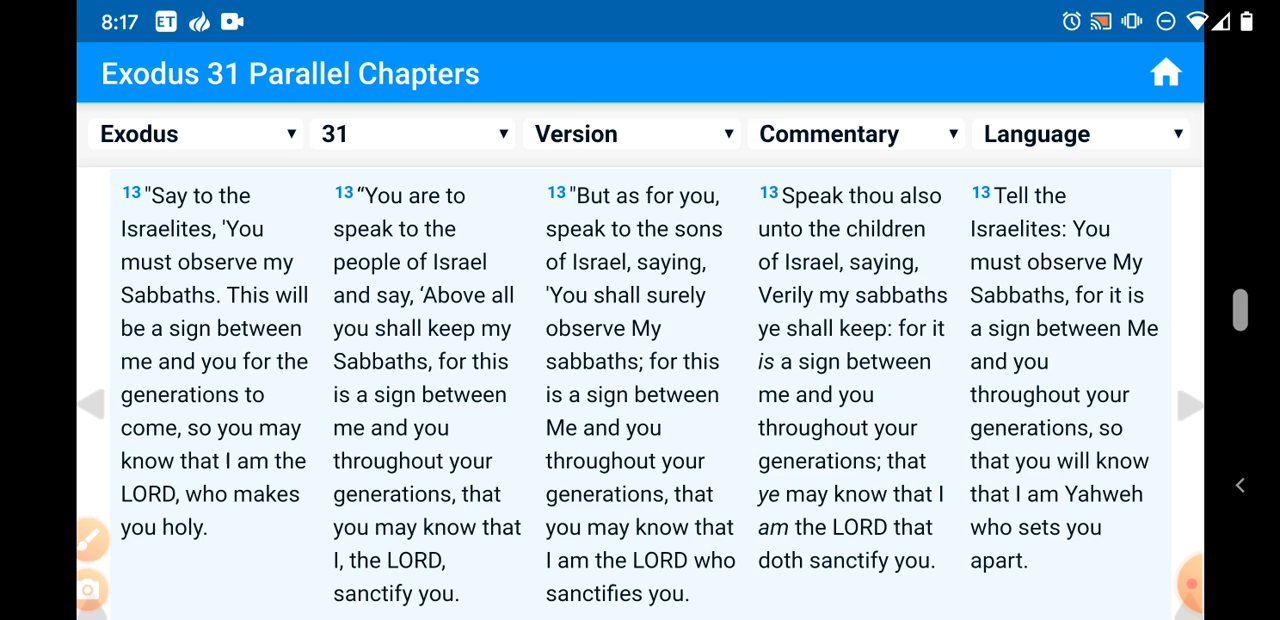 8:17 ET
Exodus 31 Parallel Chapters
Exodus 31 Version Commentary Language
13 "Say to the
Israelites, 'You
must observe my
Sabbaths. This will
be a sign between
me and you for the
generations to
come, so you may
know that I am the
LORD, who makes
you holy.
13 “You are to
speak to the
people of Israel
and say, ‘Above all
you shall keep my
Sabbaths, for this
is a sign between
me and you
throughout your
generations, that
you may know that
I, the LORD,
sanctify you.
13 "But as for you,
speak to the sons
of Israel, saying,
'You shall surely
observe My
sabbaths; for this
is a sign between
Me and you
throughout your
generations, that
you may know that
I am the LORD who
sanctifies you.
13 Speak thou also
unto the children
of Israel, saying,
Verily my sabbaths
ye shall keep: for it
is a sign between
me and you
throughout your
generations; that
ye may know that I
am the LORD that
doth sanctify you.
13 Tell the
Israelites: You
must observe My
Sabbaths, for it is
a sign between Me
and you
throughout your
generations, so
that you will know
that I am Yahweh
who sets you
apart.